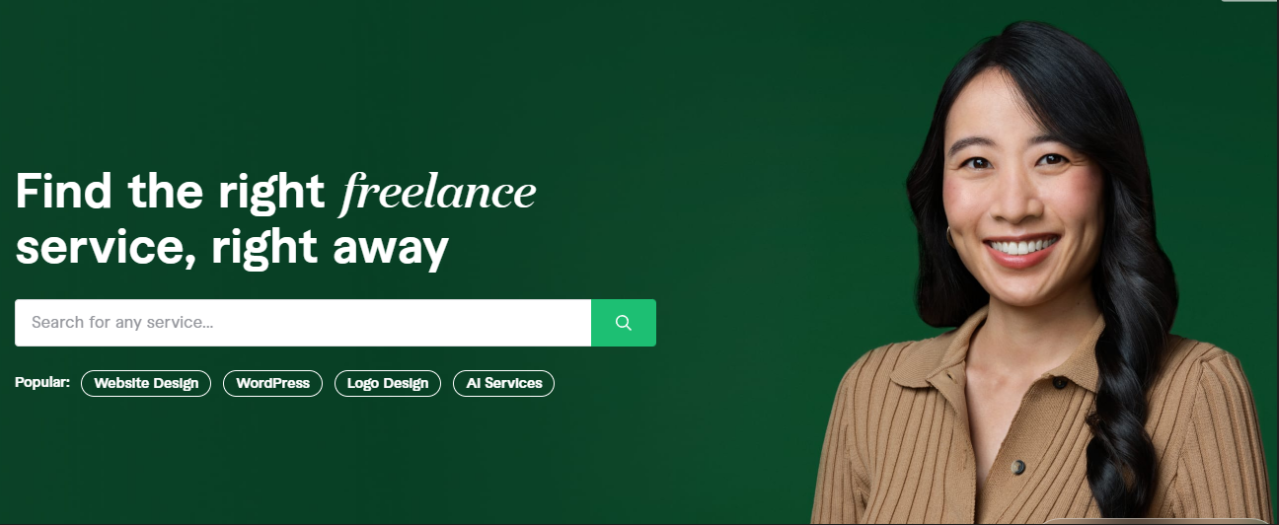 Find the right freelance
service, right away
Search for any service...
Popular: Website Design WordPress Logo Design AI Services